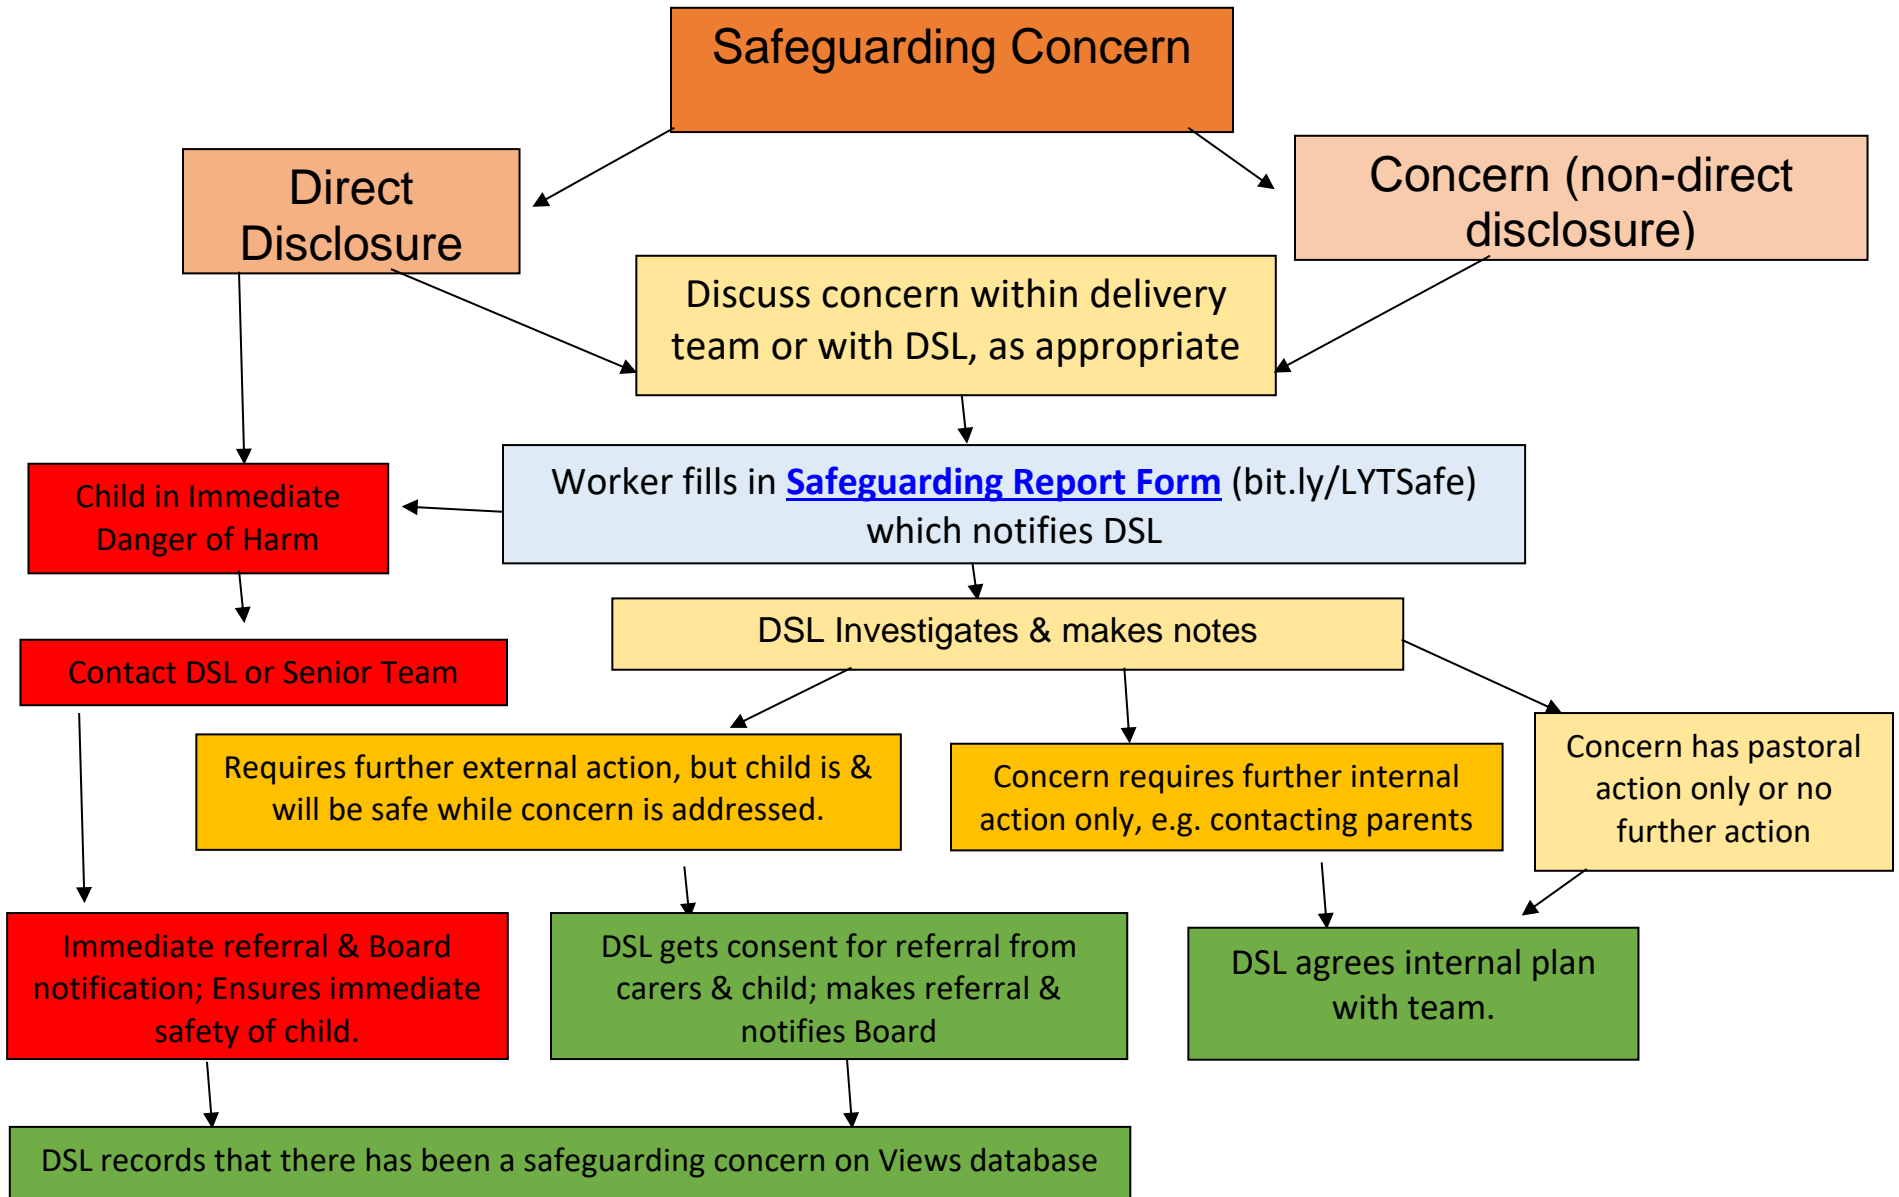 Safeguarding Concern
Direct
Disclosure
Concern (non-direct
disclosure)
Discuss concern within delivery
team or with DSL, as appropriate
Child in Immediate
Danger of Harm
Worker fills in Safeguarding Report Form (bit.ly/LYTSafe)
which notifies DSL
DSL Investigates & makes notes
Contact DSL or Senior Team
Requires further external action, but child is &
will be safe while concern is addressed.
Concern requires further internal
action only, e.g. contacting parents
Concern has pastoral
action only or no
further action
Immediate referral & Board
notification; Ensures immediate
safety of child.
DSL gets consent for referral from
carers & child; makes referral &
notifies Board
DSL agrees internal plan
with team.
DSL records that there has been a safeguarding concern on Views database